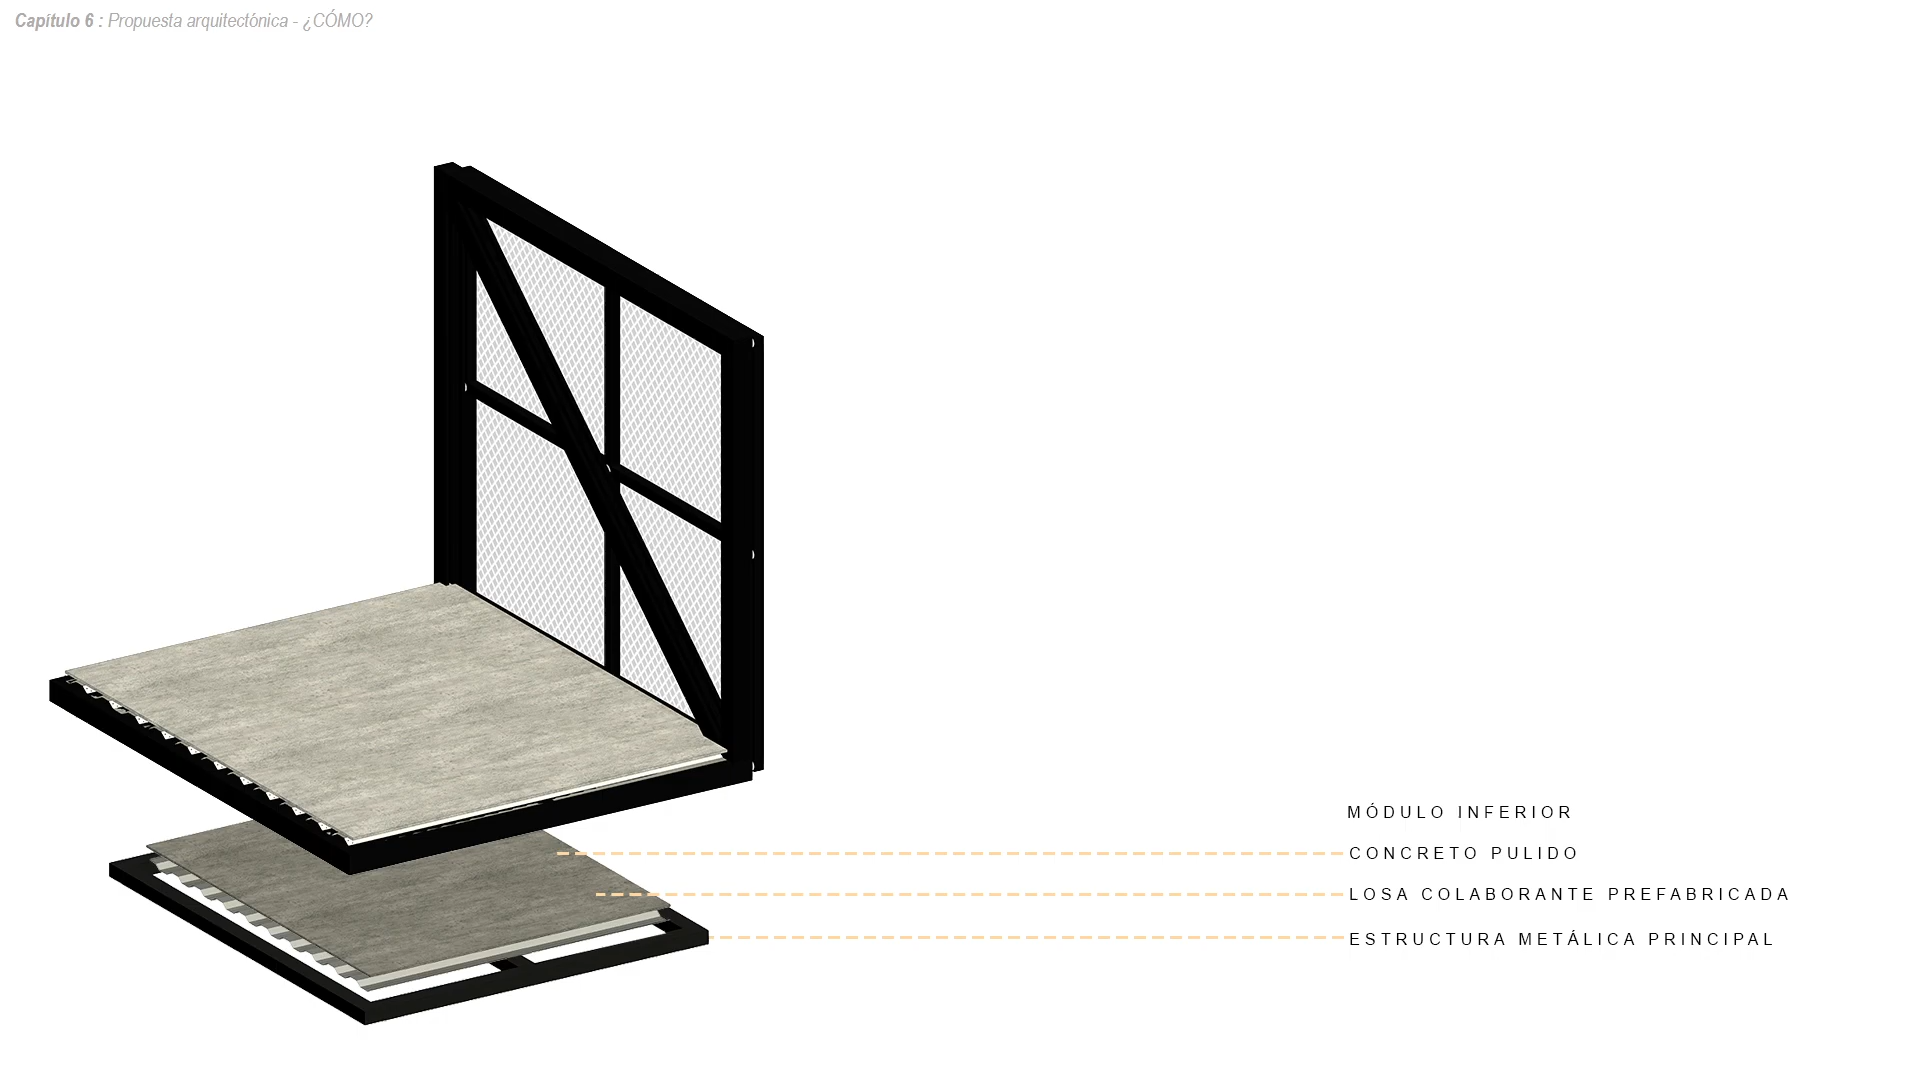 Capítulo 6 : Propuesta arquitectónica - ¿CÓMO?
MÓDULO INFERIOR
CONCRETO PULIDO
LOSA COLABORANTE PREFABRICADA
ESTRUCTURA METÁLICA PRINCIPAL